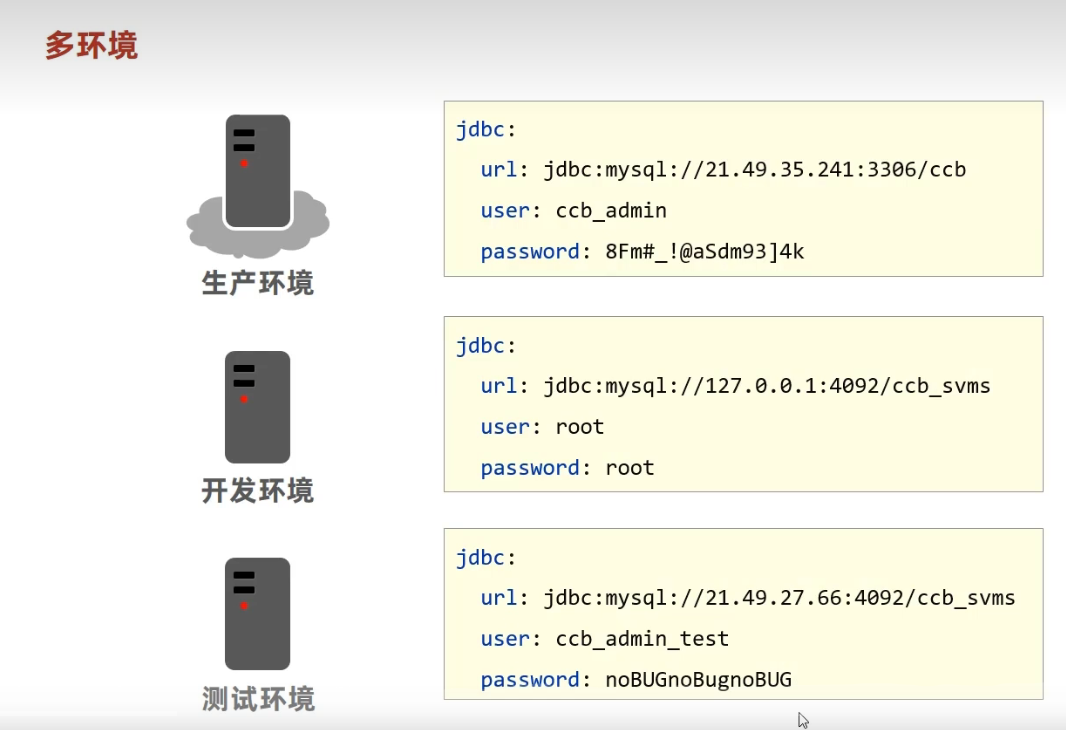 多环境
jdbc:
url: jdbc:mysql://21.49.35.241:3306/ccb
user: ccb_admin
password: 8Fm#_!@aSdm93]4k
生产环境
jdbc:
url: jdbc:mysql://127.0.0.1:4092/ccb_svms
user: root
password: root
开发环境
jdbc:
url: jdbc:mysql://21.49.27.66:4092/ccb_svms
user: ccb_admin_test
password: noBUGnoBugnoBUG
测试环境